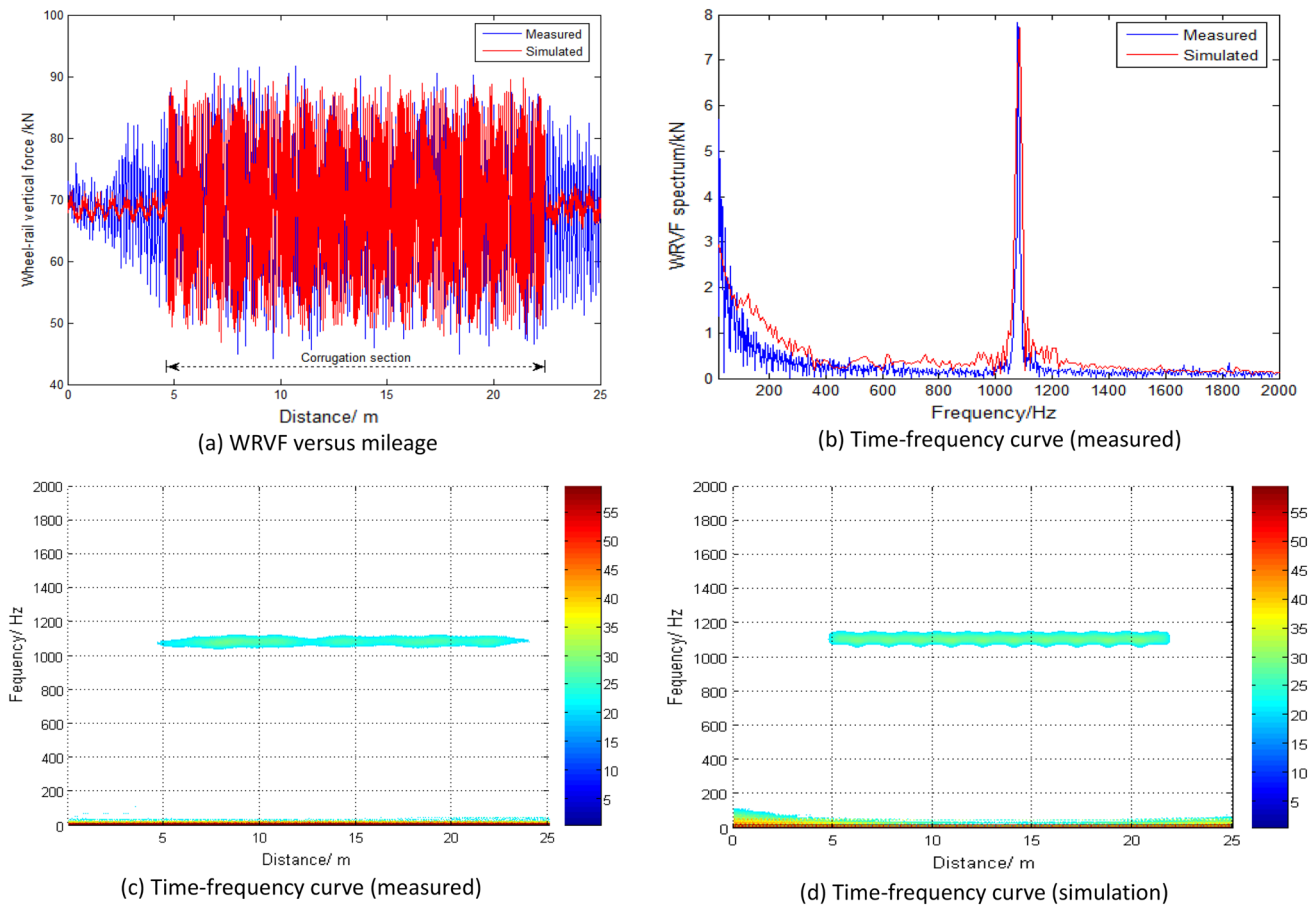 100
90
80
70
60
50
40
Wheel-rail vertical force /kN
Measured
Simulated
Corrugation section
0 5 10 15 20 25
Distance/ m
(a) WRVF versus mileage
8
7
6
5
4
3
2
1
0
WRVF spectrum/kN
Measured
Simulated
200 400 600 800 1000 1200 1400 1600 1800 2000
Frequency/Hz
(b) Time-frequency curve (measured)
2000
1800
1600
1400
1200
1000
800
600
400
200
0
Fequency/ Hz
5 10 15 20 25
Distance/ m
55
50
45
40
35
30
25
20
15
10
5
(c) Time-frequency curve (measured)
2000
1800
1600
1400
1200
1000
800
600
400
200
0
Fequency/ Hz
0 5 10 15 20 25
Distance/ m
55
50
45
40
35
30
25
20
15
10
5
(d) Time-frequency curve (simulation)